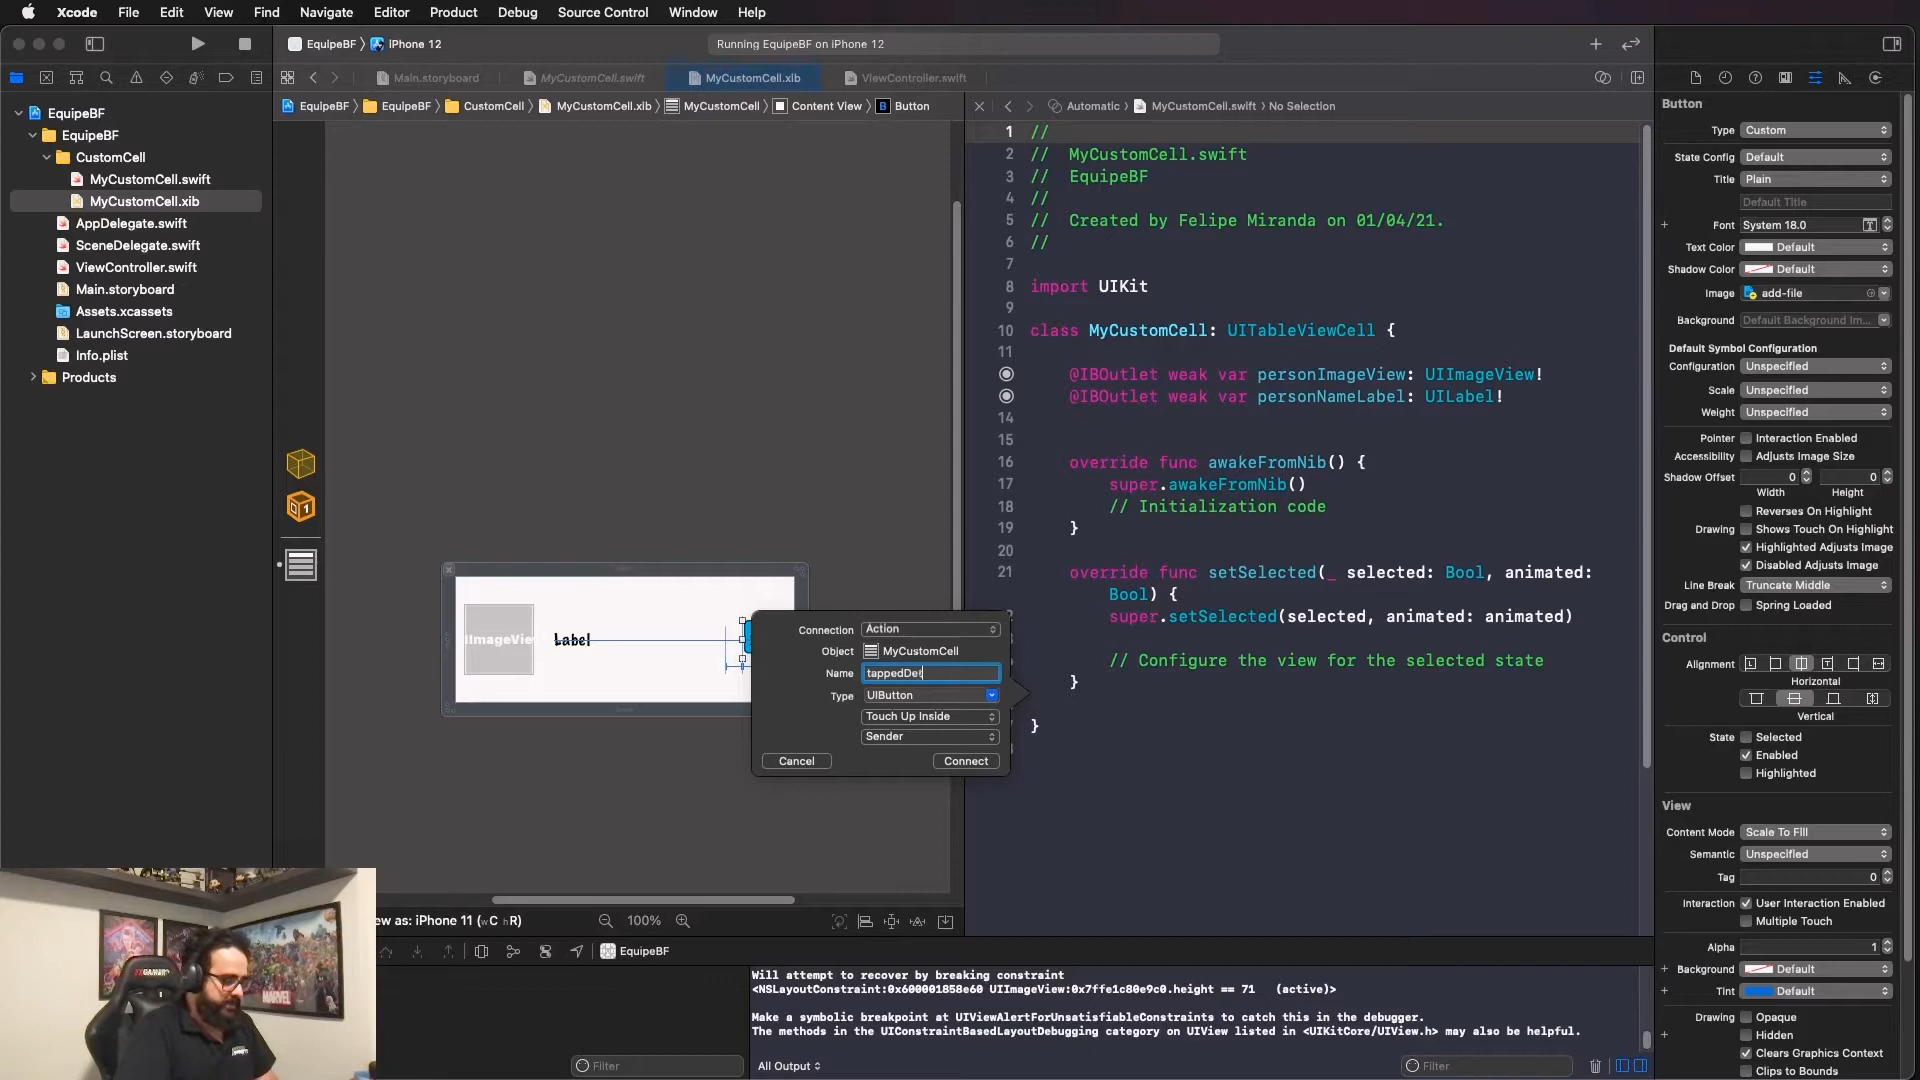 Xcode File Edit View Find Navigate Editor Product Debug Source Control Window Help
EquipeBF iPhone 12
Running EquipeBF on iPhone 12
Main.storyboard MyCustomCell.swift MyCustomCell.xib ViewController.swift
EquipeBF EquipeBF CustomCell MyCustomCell.xib MyCustomCell Content View B Button
Automatic MyCustomCell.swift No Selection
EquipeBF
EquipeBF
CustomCell
MyCustomCell.swift
MyCustomCell.xib
AppDelegate.swift
SceneDelegate.swift
ViewController.swift
Main.storyboard
Assets.xcassets
LaunchScreen.storyboard
Info.plist
Products
Label
Connection Action
Object MyCustomCell
Name tappedDet
Type UIButton
Touch Up Inside
Sender
Cancel Connect
iPhone 11 (wC hR)
100%
1 //
2 // MyCustomCell.swift
3 // EquipeBF
4 //
5 // Created by Felipe Miranda on 01/04/21.
6 //
7
8 import UIKit
9
10 class MyCustomCell: UITableViewCell {
11
@IBOutlet weak var personImageView: UIImageView!
@IBOutlet weak var personNameLabel: UILabel!
14
15
16 override func awakeFromNib() {
17 super.awakeFromNib()
18 // Initialization code
19 }
20
21 override func setSelected(_ selected: Bool, animated:
Bool) {
super.setSelected(selected, animated: animated)
// Configure the view for the selected state
}
}
Button
Type Custom
State Config Default
Title Plain
Default Title
Font System 18.0
Text Color Default
Shadow Color Default
Image add-file
Background Default Background Im...
Default Symbol Configuration
Configuration Unspecified
Scale Unspecified
Weight Unspecified
Pointer Interaction Enabled
Accessibility Adjusts Image Size
Shadow Offset 0 0
Width Height
Reverses On Highlight
Drawing Shows Touch On Highlight
Highlighted Adjusts Image
Disabled Adjusts Image
Line Break Truncate Middle
Drag and Drop Spring Loaded
Control
Alignment
Horizontal
Vertical
State Selected
Enabled
Highlighted
View
Content Mode Scale To Fill
Semantic Unspecified
Tag 0
Interaction User Interaction Enabled
Multiple Touch
Alpha 1
Background Default
Tint Default
Drawing Opaque
Hidden
Clears Graphics Context
Clips to Bounds
EquipeBF
Will attempt to recover by breaking constraint
<NSLayoutConstraint:0x600001858e60 UIImageView:0x7ffe1c80e9c0.height == 71 (active)>
Make a symbolic breakpoint at UIViewAlertForUnsatisfiableConstraints to catch this in the debugger.
The methods in the UIConstraintBasedLayoutDebugging category on UIView listed in <UIKitCore/UIView.h> may also be helpful.
Filter
All Output
Filter
MARVEL